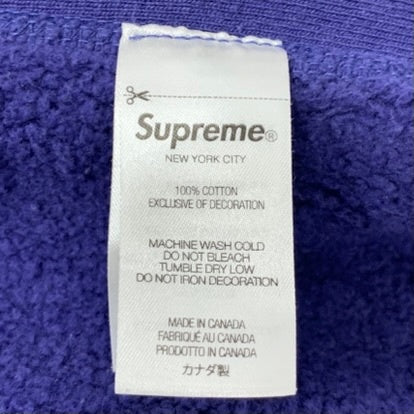 Supreme®
NEW YORK CITY
100% COTTON
EXCLUSIVE OF DECORATION
MACHINE WASH COLD
DO NOT BLEACH
TUMBLE DRY LOW
DO NOT IRON DECORATION
MADE IN CANADA
FABRIQUÉ AU CANADA
PRODOTTO IN CANADA
カナダ製